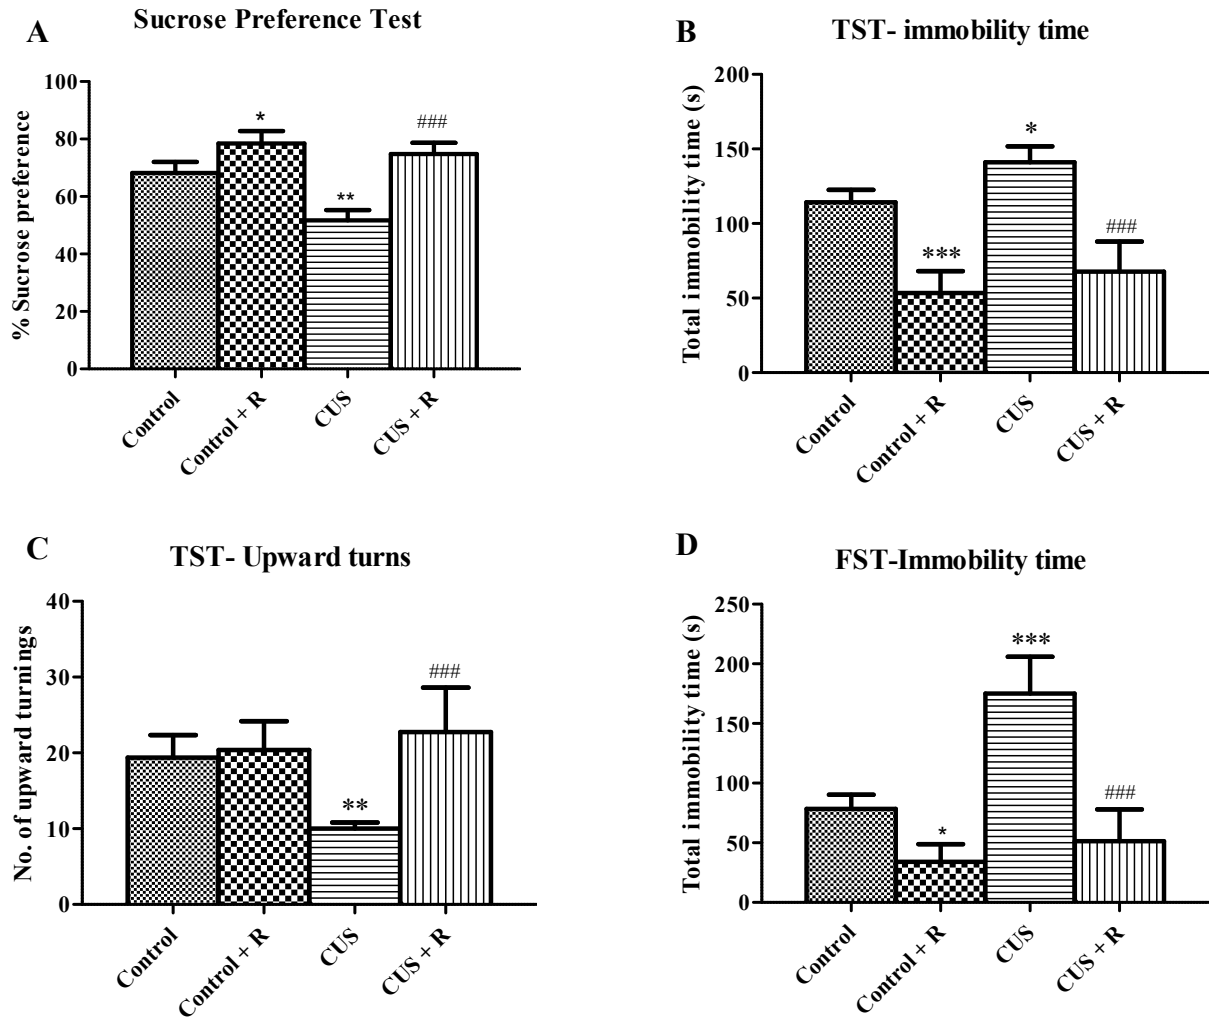 A
Sucrose Preference Test
% Sucrose preference
100
80
60
40
20
0
*
**
###
Control
Control + R
CUS
CUS + R
B
TST- immobility time
Total immobility time (s)
200
150
100
50
0
***
*
###
Control
Control + R
CUS
CUS + R
C
TST- Upward turns
No. of upward turnings
40
30
20
10
0
**
###
Control
Control + R
CUS
CUS + R
D
FST-Immobility time
Total immobility time (s)
250
200
150
100
50
0
*
***
###
Control
Control + R
CUS
CUS + R